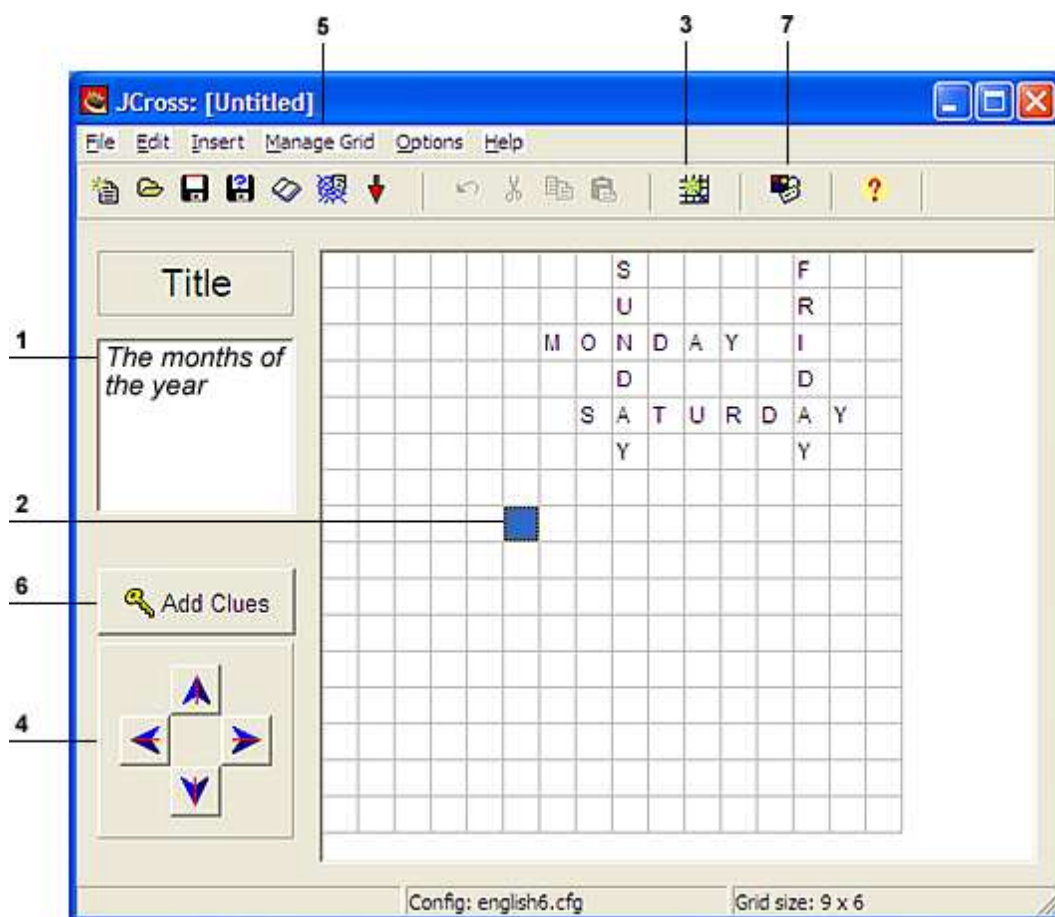 5 3 7
JCross: [Untitled]
File Edit Insert Manage Grid Options Help
?
Title
1
The months of
the year
2
6
Add Clues
4
S F
U R
M O N D A Y I
D D
S A T U R D A Y
Y Y
Config: english6.cfg Grid size: 9 x 6